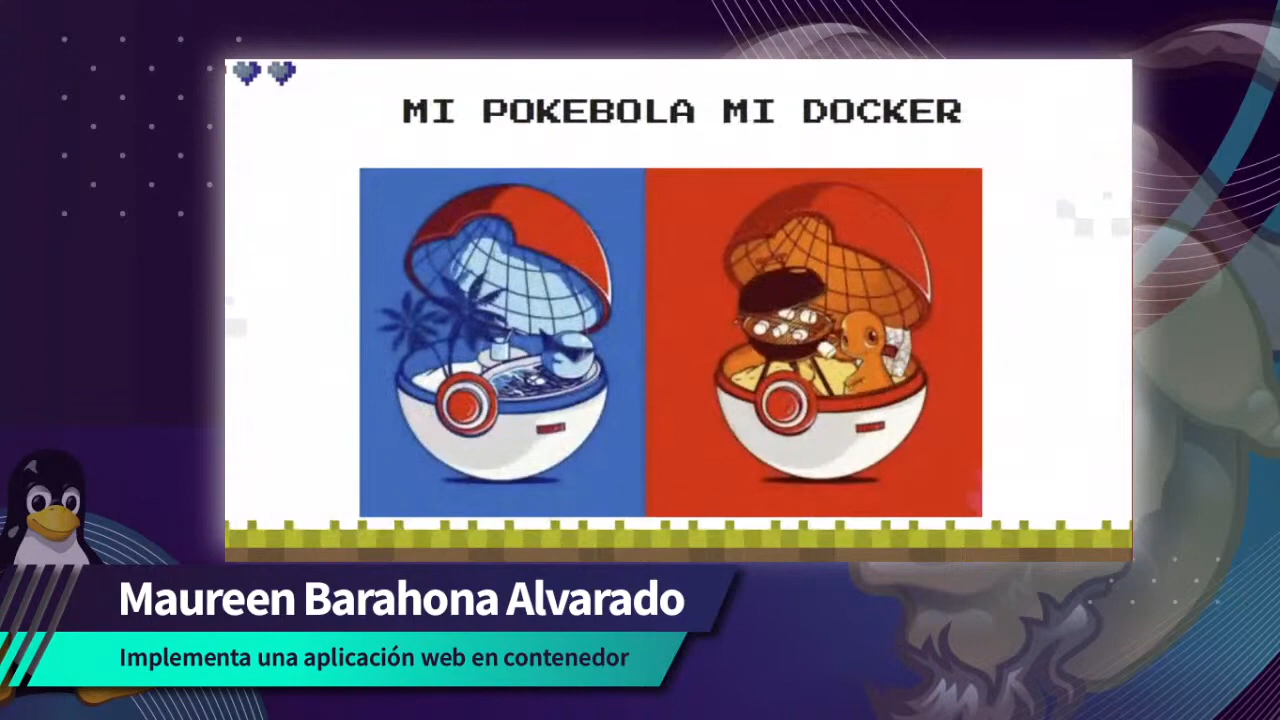 MI POKEBOLA MI DOCKER
Maureen Barahona Alvarado
Implementa una aplicación web en contenedor